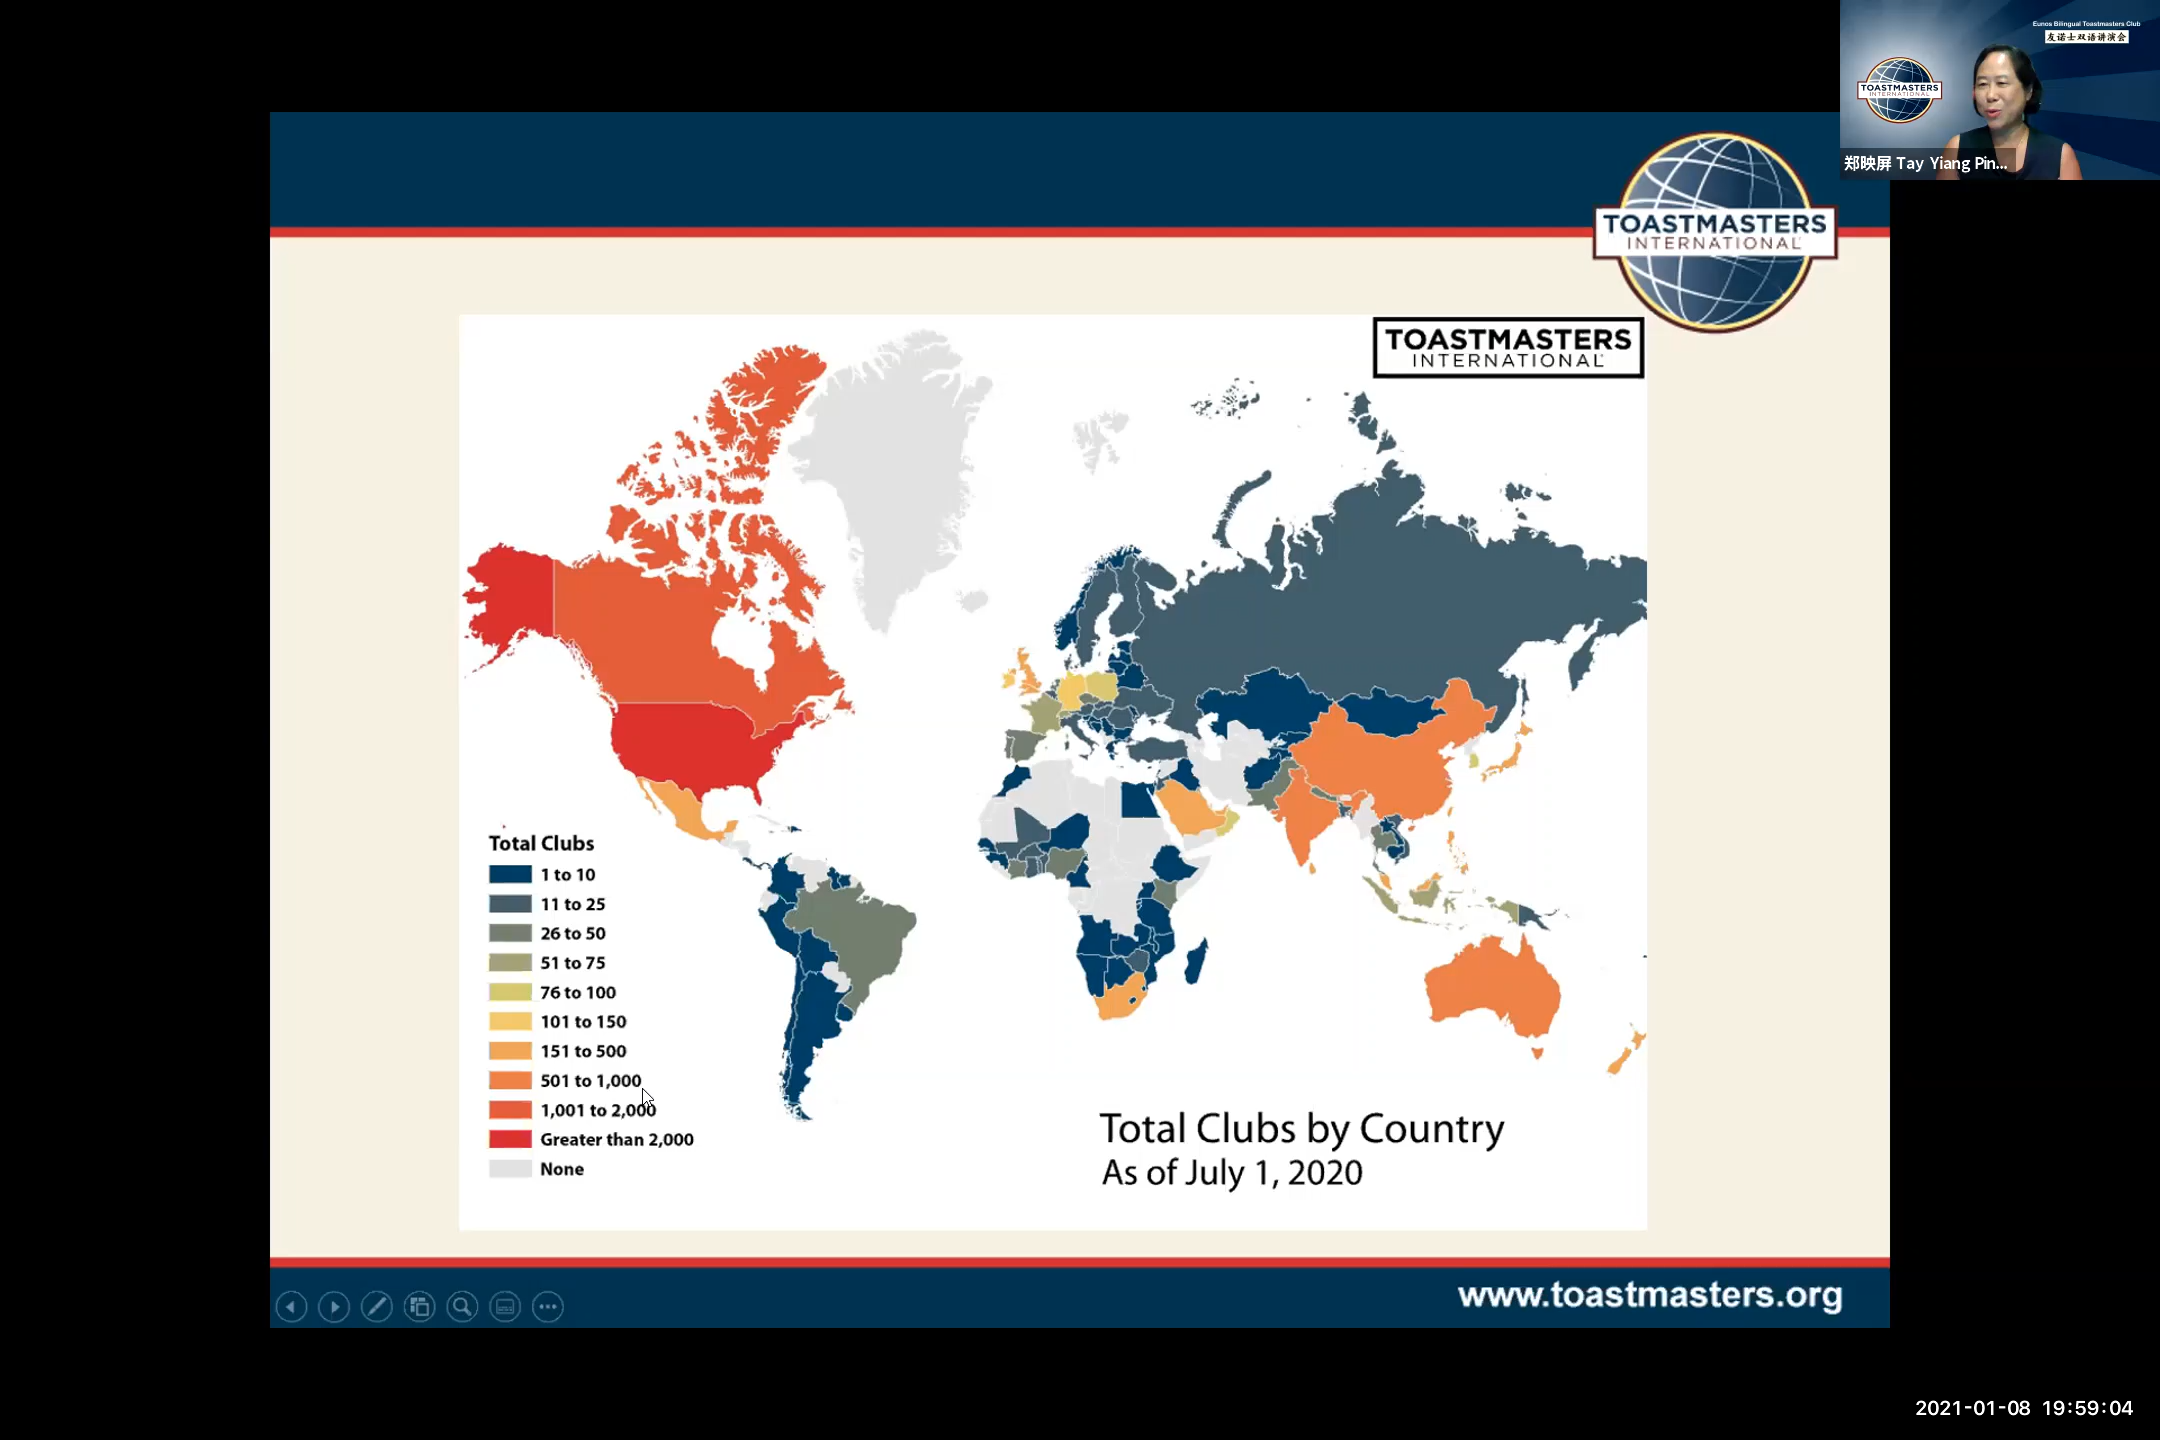 Eunos Bilingual Toastmasters Club
友诺士双语讲演会
TOASTMASTERS
INTERNATIONAL
郑映屏 Tay Yiang Pin...
TOASTMASTERS
INTERNATIONAL
TOASTMASTERS
INTERNATIONAL
Total Clubs
1 to 10
11 to 25
26 to 50
51 to 75
76 to 100
101 to 150
151 to 500
501 to 1,000
1,001 to 2,000
Greater than 2,000
None
Total Clubs by Country
As of July 1, 2020
www.toastmasters.org
2021-01-08 19:59:04